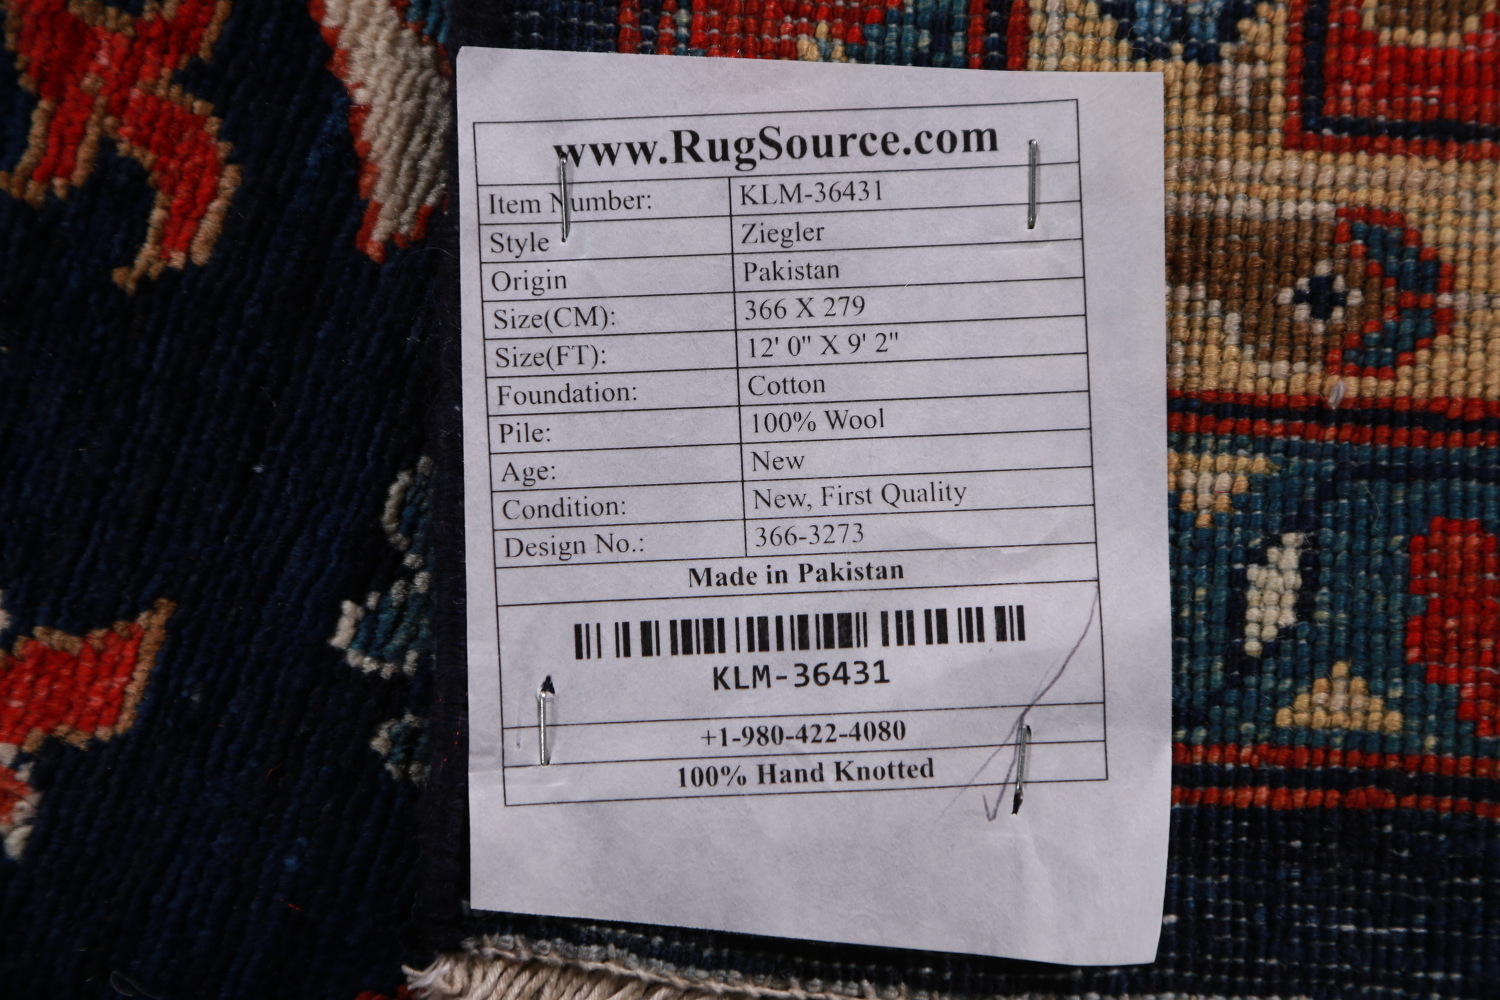 www.RugSource.com
Item Number: KLM-36431
Style Ziegler
Origin Pakistan
Size(CM): 366 X 279
Size(FT): 12' 0" X 9' 2"
Foundation: Cotton
Pile: 100% Wool
Age: New
Condition: New, First Quality
Design No.: 366-3273
Made in Pakistan
KLM-36431
+1-980-422-4080
100% Hand Knotted